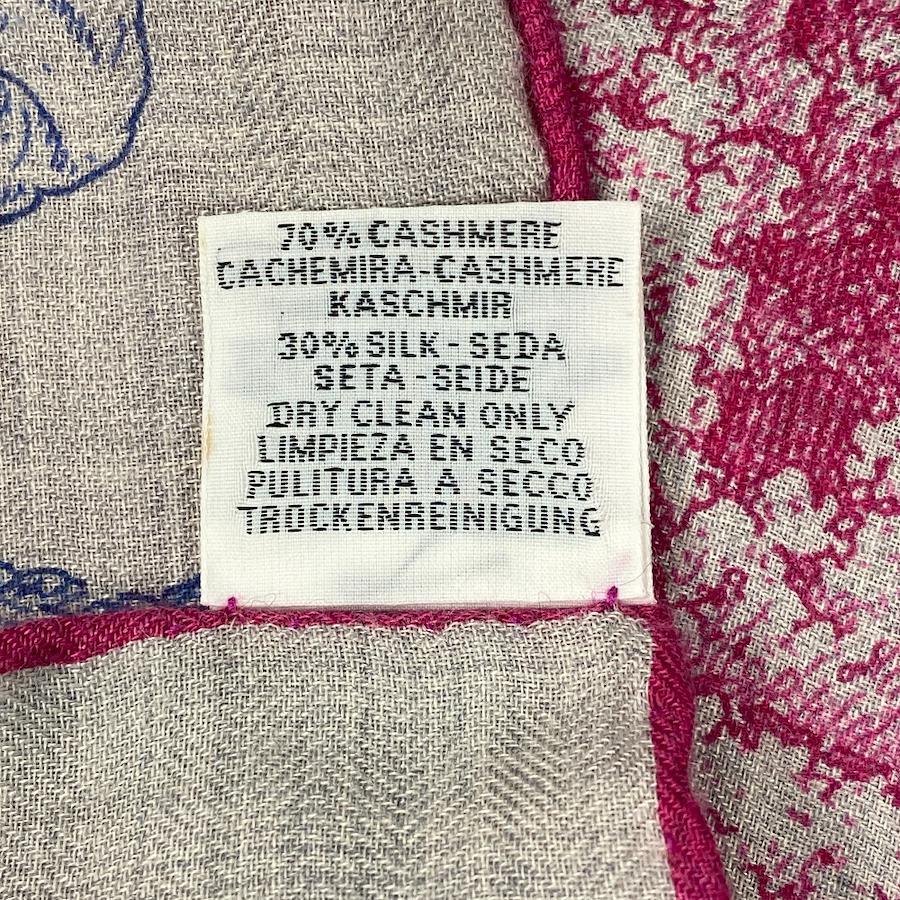 70% CASHMERE
CACHEMIRA-CASHMERE
KASCHMIR
30% SILK - SEDA
SETA - SEIDE
DRY CLEAN ONLY
LIMPIEZA EN SECO
PULITURA A SECCO
TROCKENREINIGUNG